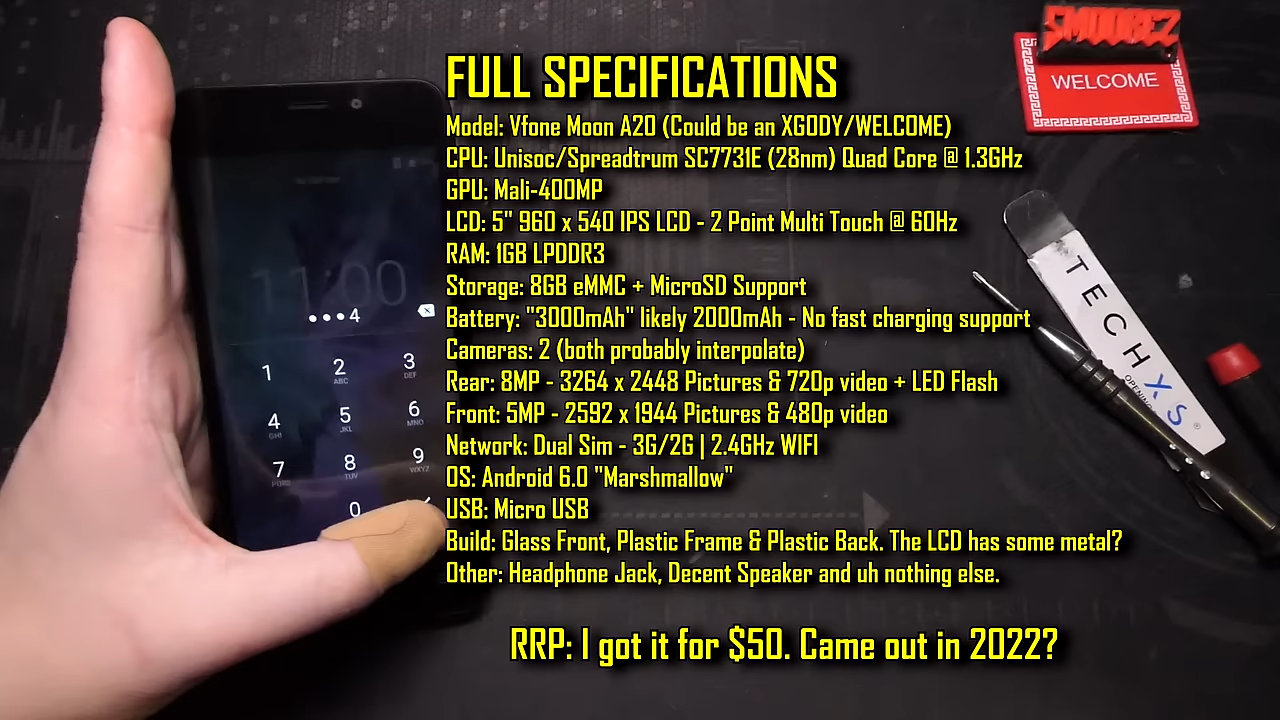 FULL SPECIFICATIONS
Model: Vfone Moon A20 (Could be an XGODY/WELCOME)
CPU: Unisoc/Spreadtrum SC7731E (28nm) Quad Core @ 1.3GHz
GPU: Mali-400MP
LCD: 5" 960 x 540 IPS LCD - 2 Point Multi Touch @ 60Hz
RAM: 1GB LPDDR3
Storage: 8GB eMMC + MicroSD Support
Battery: "3000mAh" likely 2000mAh - No fast charging support
Cameras: 2 (both probably interpolate)
Rear: 8MP - 3264 x 2448 Pictures & 720p video + LED Flash
Front: 5MP - 2592 x 1944 Pictures & 480p video
Network: Dual Sim - 3G/2G | 2.4GHz WIFI
OS: Android 6.0 "Marshmallow"
USB: Micro USB
Build: Glass Front, Plastic Frame & Plastic Back. The LCD has some metal?
Other: Headphone Jack, Decent Speaker and uh nothing else.
RRP: I got it for $50. Came out in 2022?
11:00
•••4
1 2 3
ABC DEF
4 5 6
GHI JKL MNO
7 8 9
PQRS TUV WXYZ
0
SMOOREZ
WELCOME
TECH XS